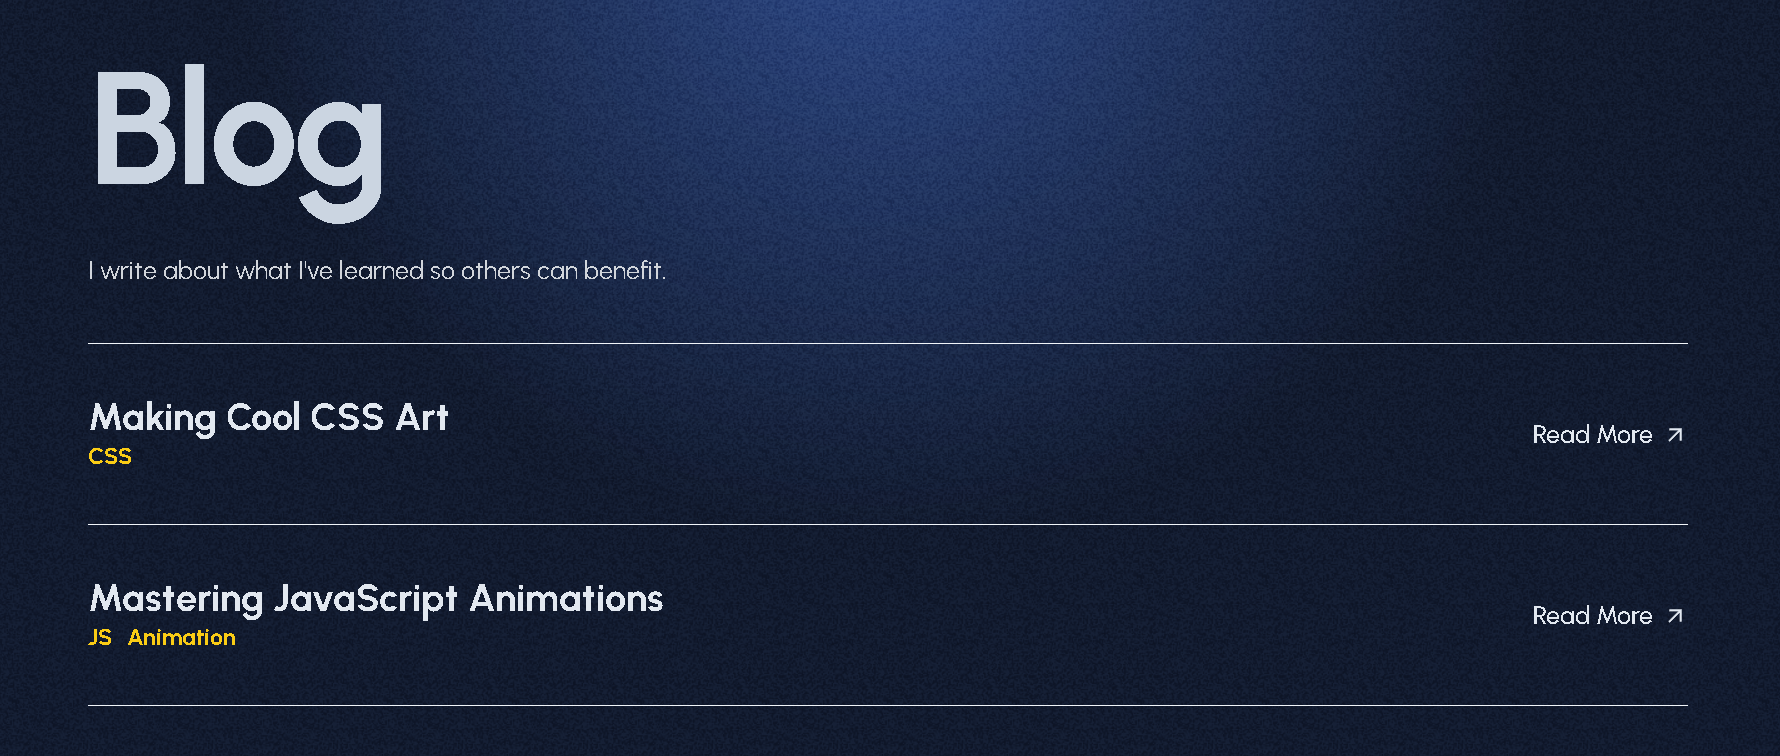 Blog
I write about what I've learned so others can benefit.
Making Cool CSS Art
CSS
Read More
Mastering JavaScript Animations
JS Animation
Read More